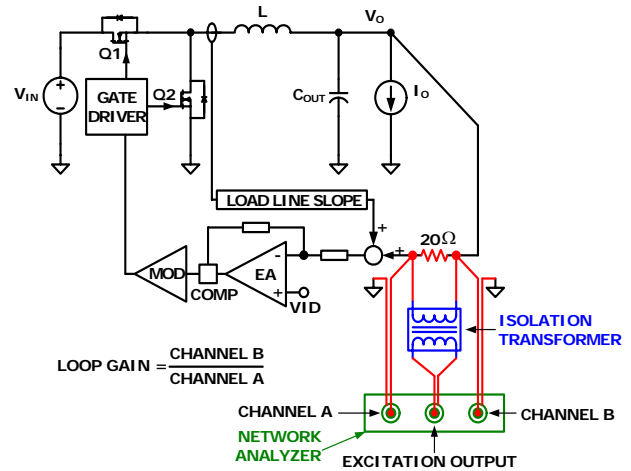 L
VO
Q1
VIN
+
−
GATE
DRIVER
Q2
COUT
IO
LOAD LINE SLOPE
+
+
20Ω
MOD
COMP
EA
-
+
VID
ISOLATION
TRANSFORMER
LOOP GAIN = CHANNEL B
CHANNEL A
CHANNEL A
CHANNEL B
NETWORK
ANALYZER
EXCITATION OUTPUT